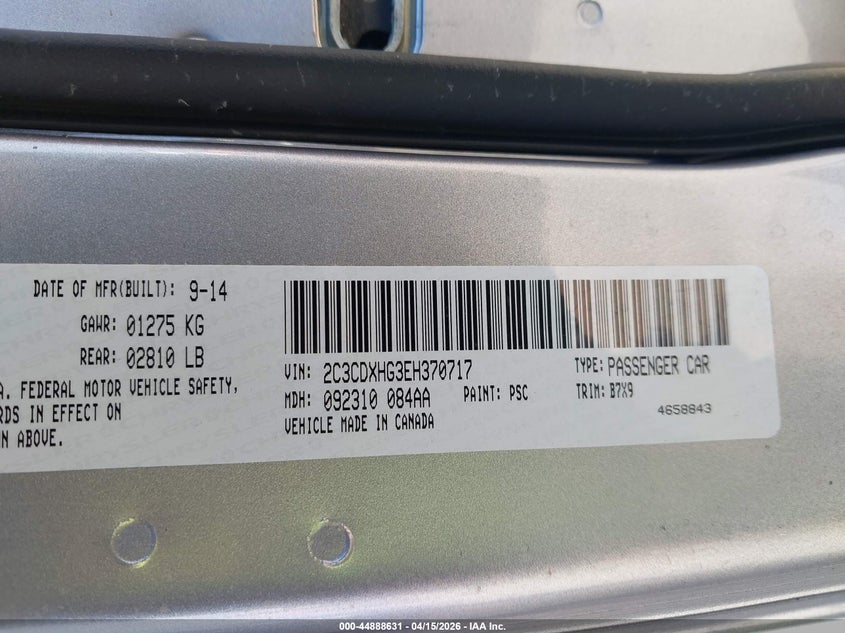 DATE OF MFR(BUILT): 9-14
GAWR: 01275 KG
REAR: 02810 LB
A. FEDERAL MOTOR VEHICLE SAFETY,
RDS IN EFFECT ON
N ABOVE.
VIN: 2C3CDXHG3EH370717
TYPE: PASSENGER CAR
MDH: 092310 084AA
PAINT: PSC
TRIM: B7X9
VEHICLE MADE IN CANADA
4658843
000-44888631 - 04/15/2026 - IAA Inc.